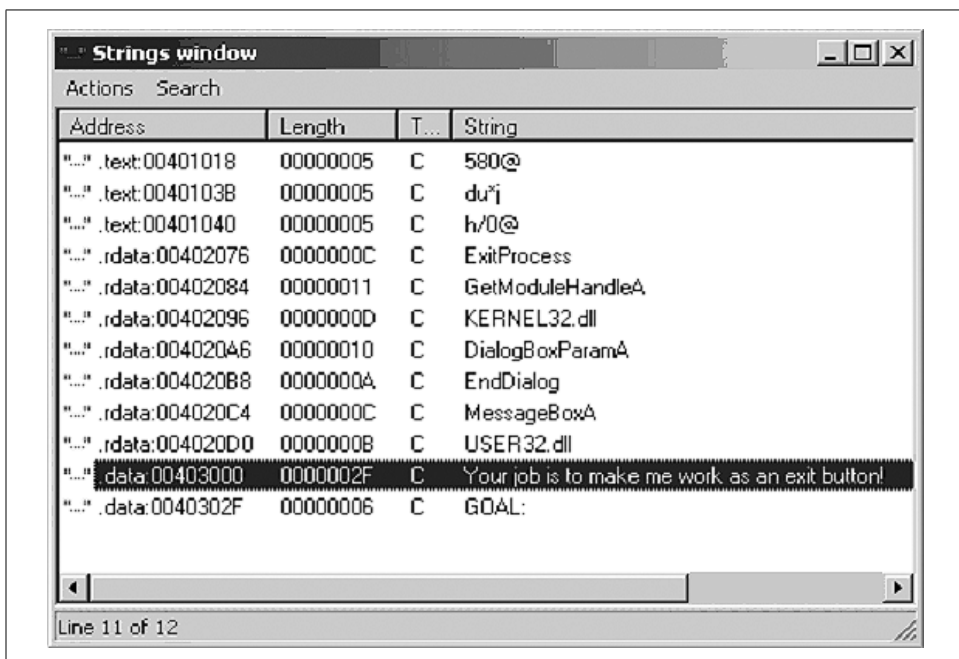 "..." Strings window
Actions Search
Address Length T... String
"..." .text:00401018 00000005 C 580@
"..." .text:0040103B 00000005 C du*j
"..." .text:00401040 00000005 C h/0@
"..." .rdata:00402076 0000000C C ExitProcess
"..." .rdata:00402084 00000011 C GetModuleHandleA
"..." .rdata:00402096 0000000D C KERNEL32.dll
"..." .rdata:004020A6 00000010 C DialogBoxParamA
"..." .rdata:004020B8 0000000A C EndDialog
"..." .rdata:004020C4 0000000C C MessageBoxA
"..." .rdata:004020D0 0000000B C USER32.dll
"..." .data:00403000 0000002F C Your job is to make me work as an exit button!
"..." .data:0040302F 00000006 C GOAL:
Line 11 of 12